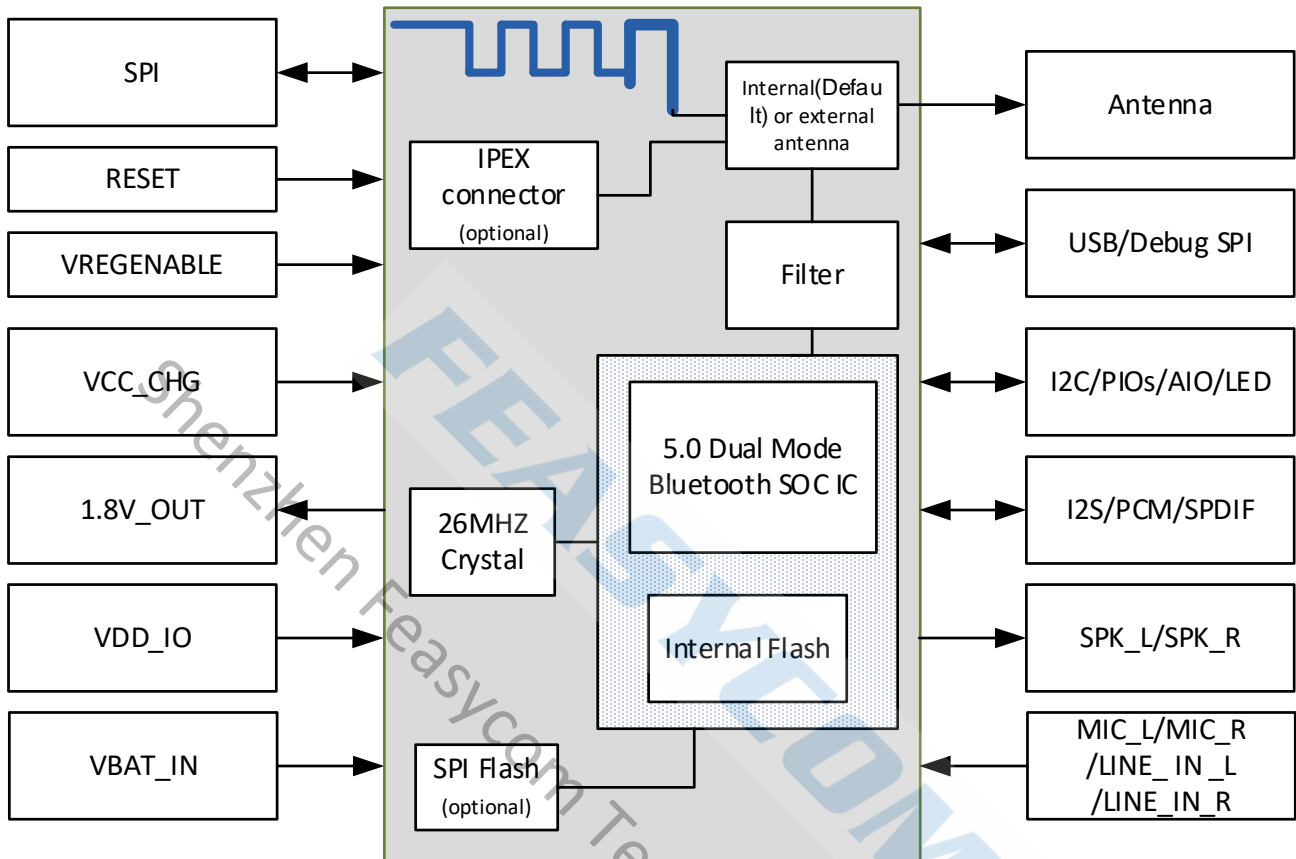 SPI
RESET
VREGENABLE
VCC_CHG
1.8V_OUT
VDD_IO
VBAT_IN
IPEX
connector
(optional)
26MHZ
Crystal
SPI Flash
(optional)
Internal(Defau
lt) or external
antenna
Filter
5.0 Dual Mode
Bluetooth SOC IC
Internal Flash
Antenna
USB/Debug SPI
I2C/PIOs/AIO/LED
I2S/PCM/SPDIF
SPK_L/SPK_R
MIC_L/MIC_R
/LINE_ IN _L
/LINE_IN_R
FEASYCOM
Shenzhen Feasycom Te